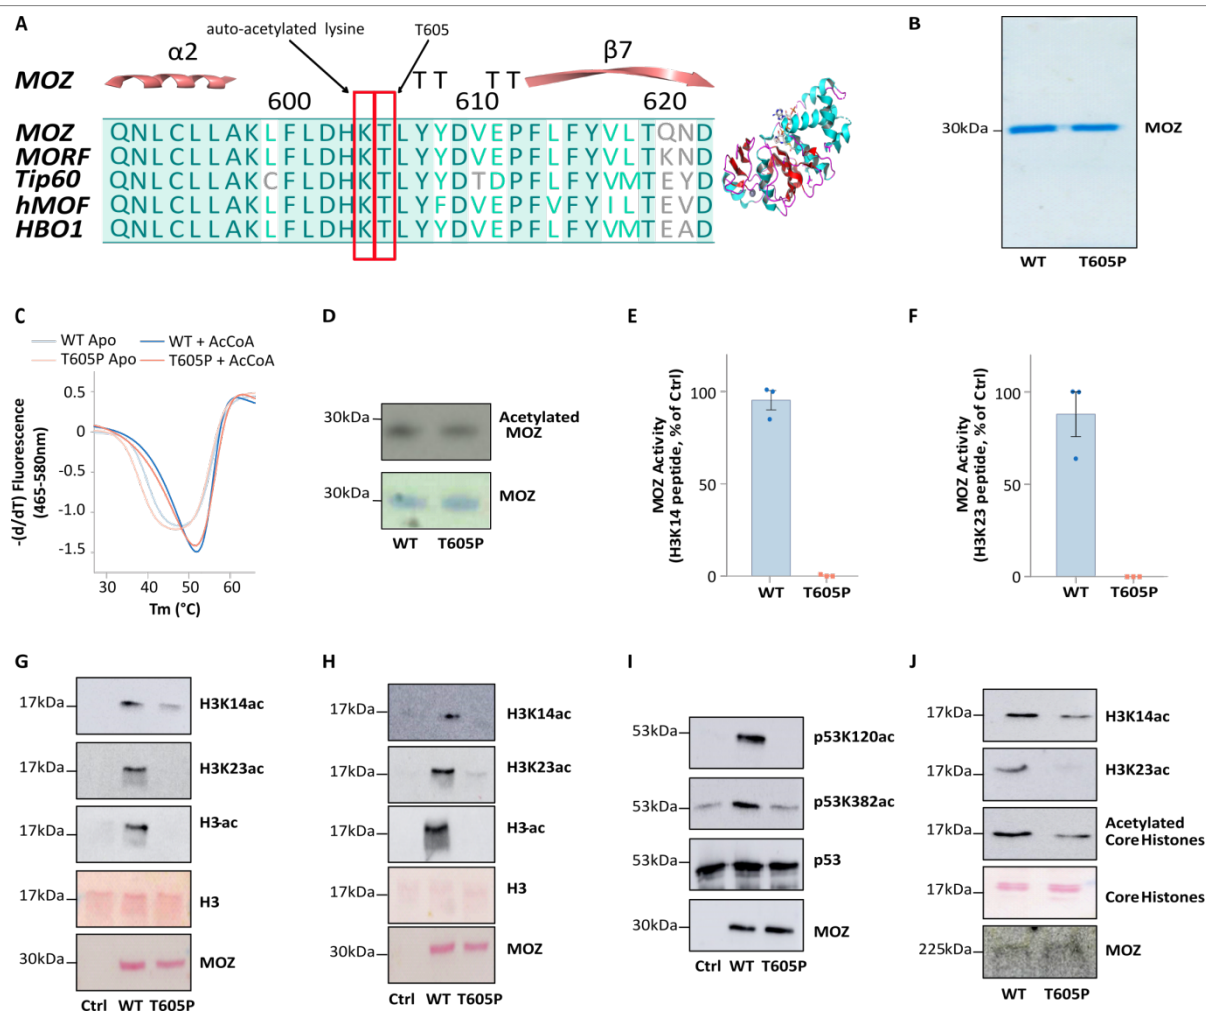 A
auto-acetylated lysine
T605
α2
β7
MOZ
T T T T
600 610 620
MOZ QNLCLLAKLFLDHKTLYYDVEPFLFYVLTQND
MORF QNLCLLAKLFLDHKTLYYDVEPFLFYVLTKND
Tip60 QNLCLLAKCFLDHKTLYYDTDPFLFYVMTEYD
hMOF QNLCLLAKLFLDHKTLYFDVEPFVFYILTEVD
HBO1 QNLCLLAKLFLDHKTLYYDVEPFLFYVMTEAD
B
30kDa
MOZ
WT T605P
C
WT Apo WT + AcCoA
T605P Apo T605P + AcCoA
-(d/dT) Fluorescence
(465-580nm)
0.5
0
-0.5
-1.0
-1.5
30 40 50 60
Tm (°C)
D
30kDa
Acetylated
MOZ
30kDa
MOZ
WT T605P
E
MOZ Activity
(H3K14 peptide, % of Ctrl)
100
50
0
WT T605P
F
MOZ Activity
(H3K23 peptide, % of Ctrl)
100
50
0
WT T605P
G
17kDa H3K14ac
17kDa H3K23ac
17kDa H3-ac
17kDa H3
30kDa MOZ
Ctrl WT T605P
H
17kDa H3K14ac
17kDa H3K23ac
17kDa H3-ac
17kDa H3
30kDa MOZ
Ctrl WT T605P
I
53kDa p53K120ac
53kDa p53K382ac
53kDa p53
30kDa MOZ
Ctrl WT T605P
J
17kDa H3K14ac
17kDa H3K23ac
17kDa Acetylated
Core Histones
17kDa Core Histones
225kDa MOZ
WT T605P